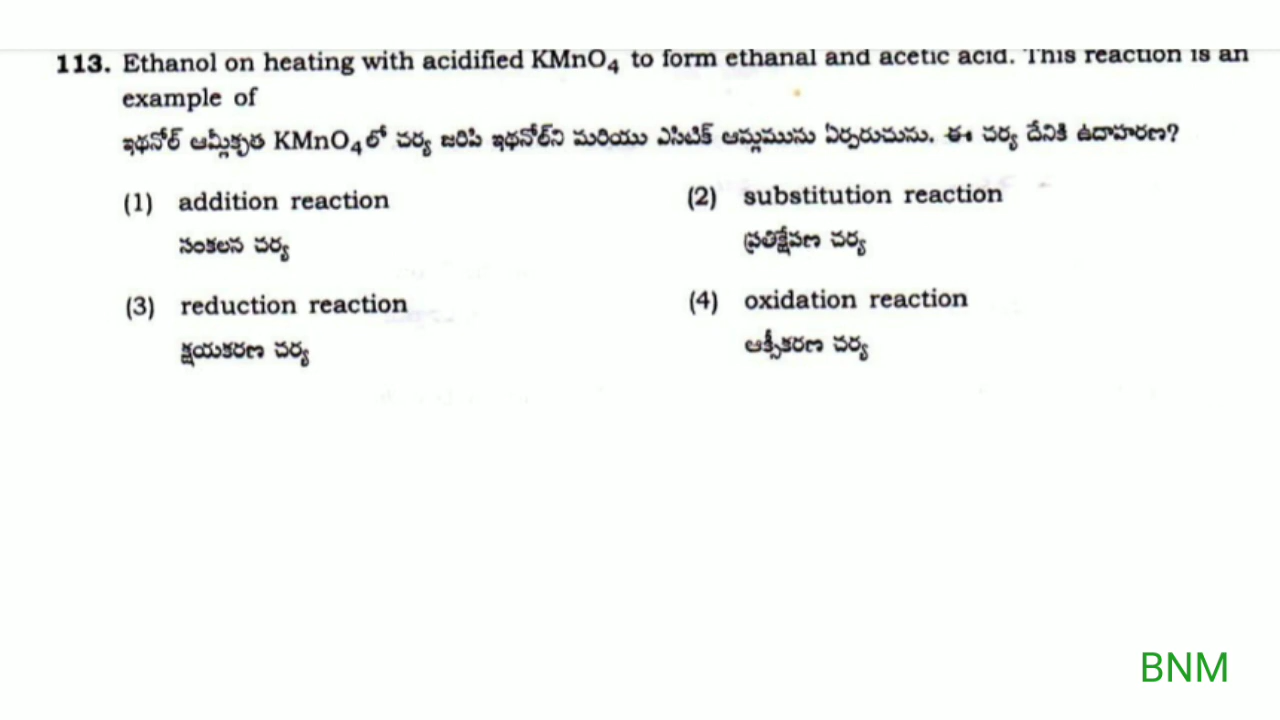 113. Ethanol on heating with acidified KMnO₄ to form ethanal and acetic acid. This reaction is an
example of
ఇథనోల్ ఆమ్లీకృత KMnO₄లో చర్య జరిపి ఇథనోల్‌ని మరియు ఎసిటిక్ ఆమ్లమును ఏర్పరుచును. ఈ చర్య దేనికి ఉదాహరణ?
(1) addition reaction (2) substitution reaction
సంకలన చర్య ప్రతిక్షేపణ చర్య
(3) reduction reaction (4) oxidation reaction
క్షయకరణ చర్య ఆక్సీకరణ చర్య
BNM